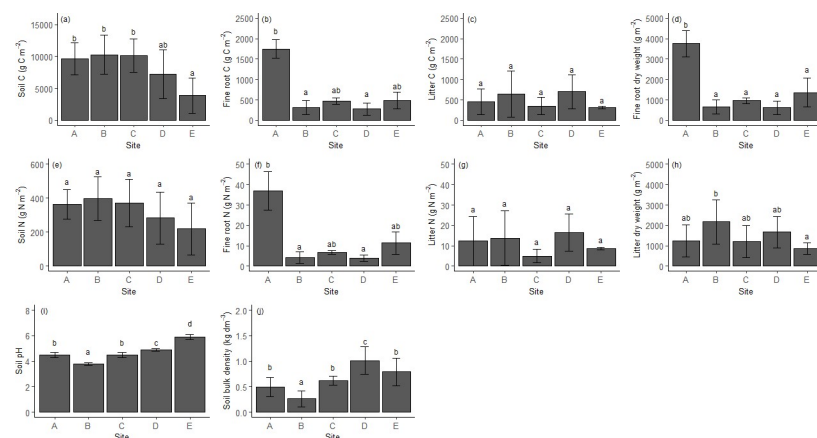 (a)
Soil C (g C m⁻²)
15000
10000
5000
0
b b b ab a
A B C D E
Site
(b)
Fine root C (g C m⁻²)
2500
2000
1500
1000
500
0
b a ab a ab
A B C D E
Site
(c)
Litter C (g C m⁻²)
2500
2000
1500
1000
500
0
a a a a a
A B C D E
Site
(d)
Fine root dry weight (g m⁻²)
5000
4000
3000
2000
1000
0
b a a a a
A B C D E
Site
(e)
Soil N (g N m⁻²)
600
400
200
0
a a a a a
A B C D E
Site
(f)
Fine root N (g N m⁻²)
50
40
30
20
10
0
b a ab a ab
A B C D E
Site
(g)
Litter N (g N m⁻²)
50
40
30
20
10
0
a a a a a
A B C D E
Site
(h)
Litter dry weight (g m⁻²)
5000
4000
3000
2000
1000
0
ab b ab ab a
A B C D E
Site
(i)
Soil pH
8
6
4
2
0
b a b c d
A B C D E
Site
(j)
Soil bulk density (kg dm⁻³)
2.0
1.5
1.0
0.5
0.0
b a b c b
A B C D E
Site